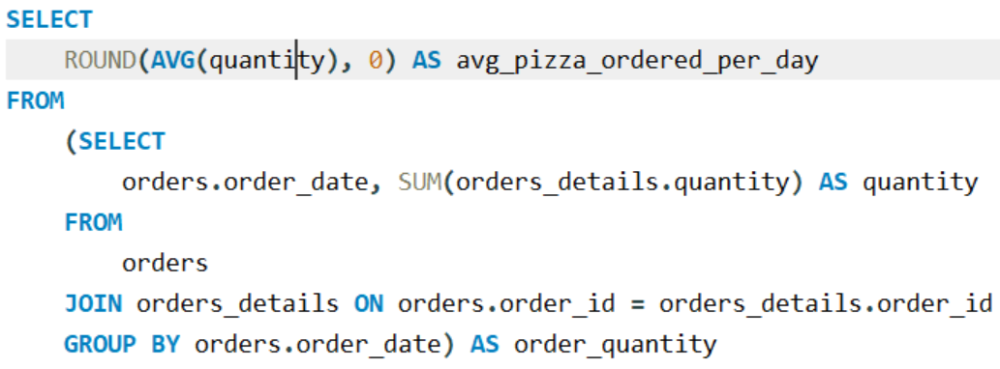 SELECT
ROUND(AVG(quantity), 0) AS avg_pizza_ordered_per_day
FROM
(SELECT
orders.order_date, SUM(orders_details.quantity) AS quantity
FROM
orders
JOIN orders_details ON orders.order_id = orders_details.order_id
GROUP BY orders.order_date) AS order_quantity